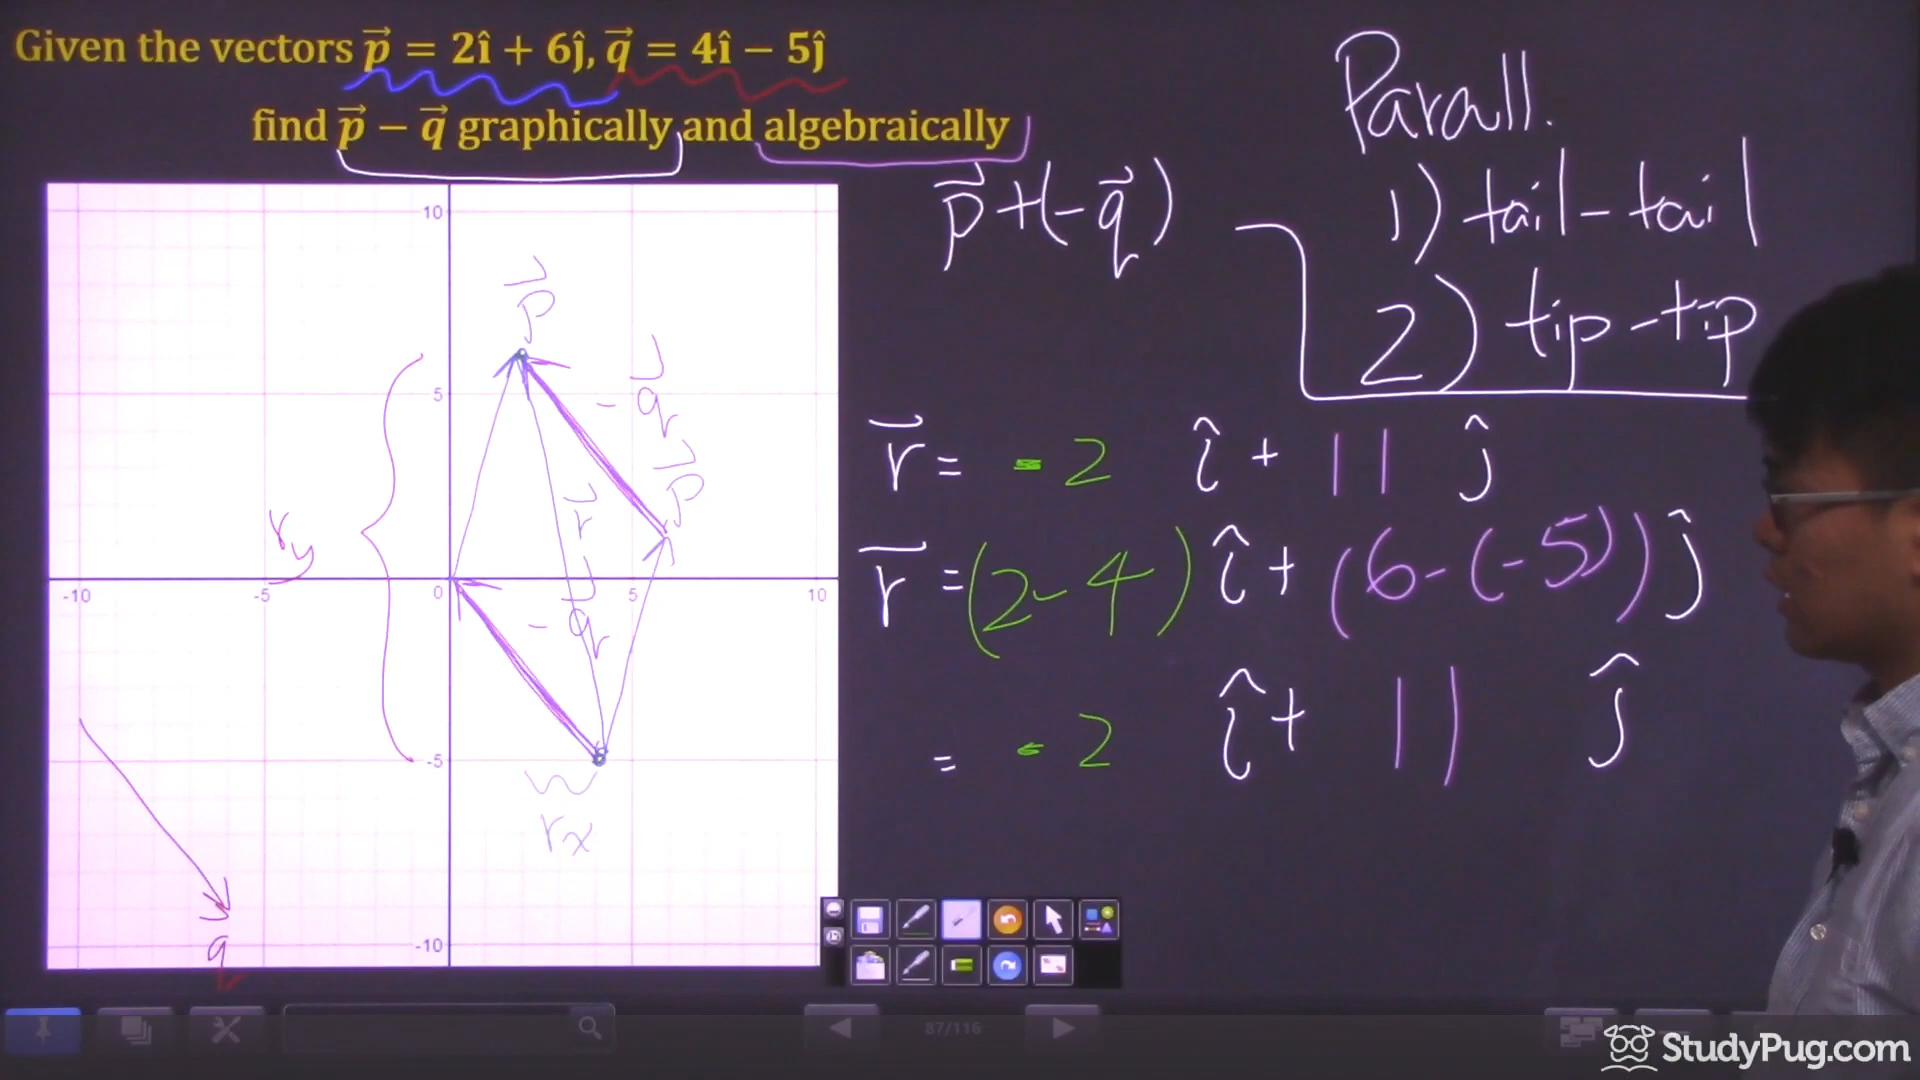 Given the vectors p⃗ = 2î + 6ĵ, q⃗ = 4î − 5ĵ
find p⃗ − q⃗ graphically and algebraically
Parall.
1) tail-tail
2) tip-tip
p⃗+(-q⃗)
r⃗ = -2 î + 11 ĵ
r⃗ = (2-4) î + (6-(-5)) ĵ
= -2 î + 11 ĵ
10
p⃗
5
-q⃗
p⃗
r⃗
ry
-10
-5
0
5
10
-q⃗
-5
rx
q
-10
87/116
StudyPug.com